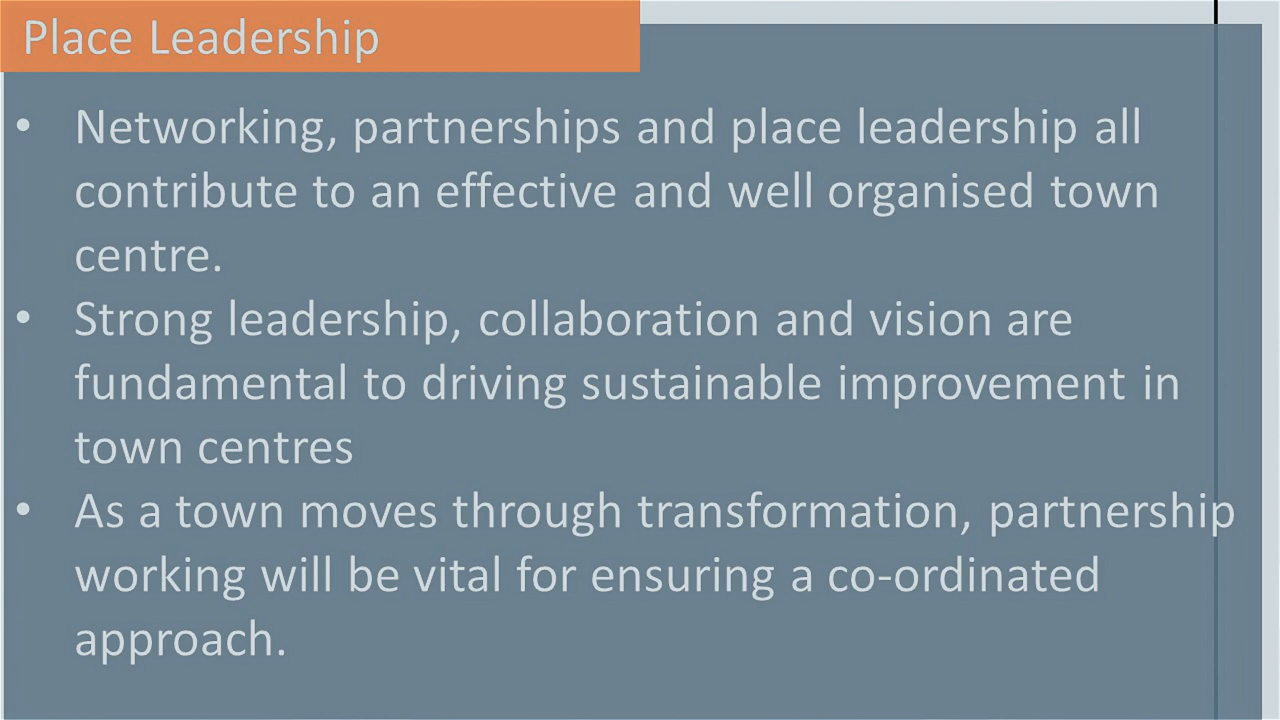 Place Leadership
• Networking, partnerships and place leadership all
contribute to an effective and well organised town
centre.
• Strong leadership, collaboration and vision are
fundamental to driving sustainable improvement in
town centres
• As a town moves through transformation, partnership
working will be vital for ensuring a co-ordinated
approach.